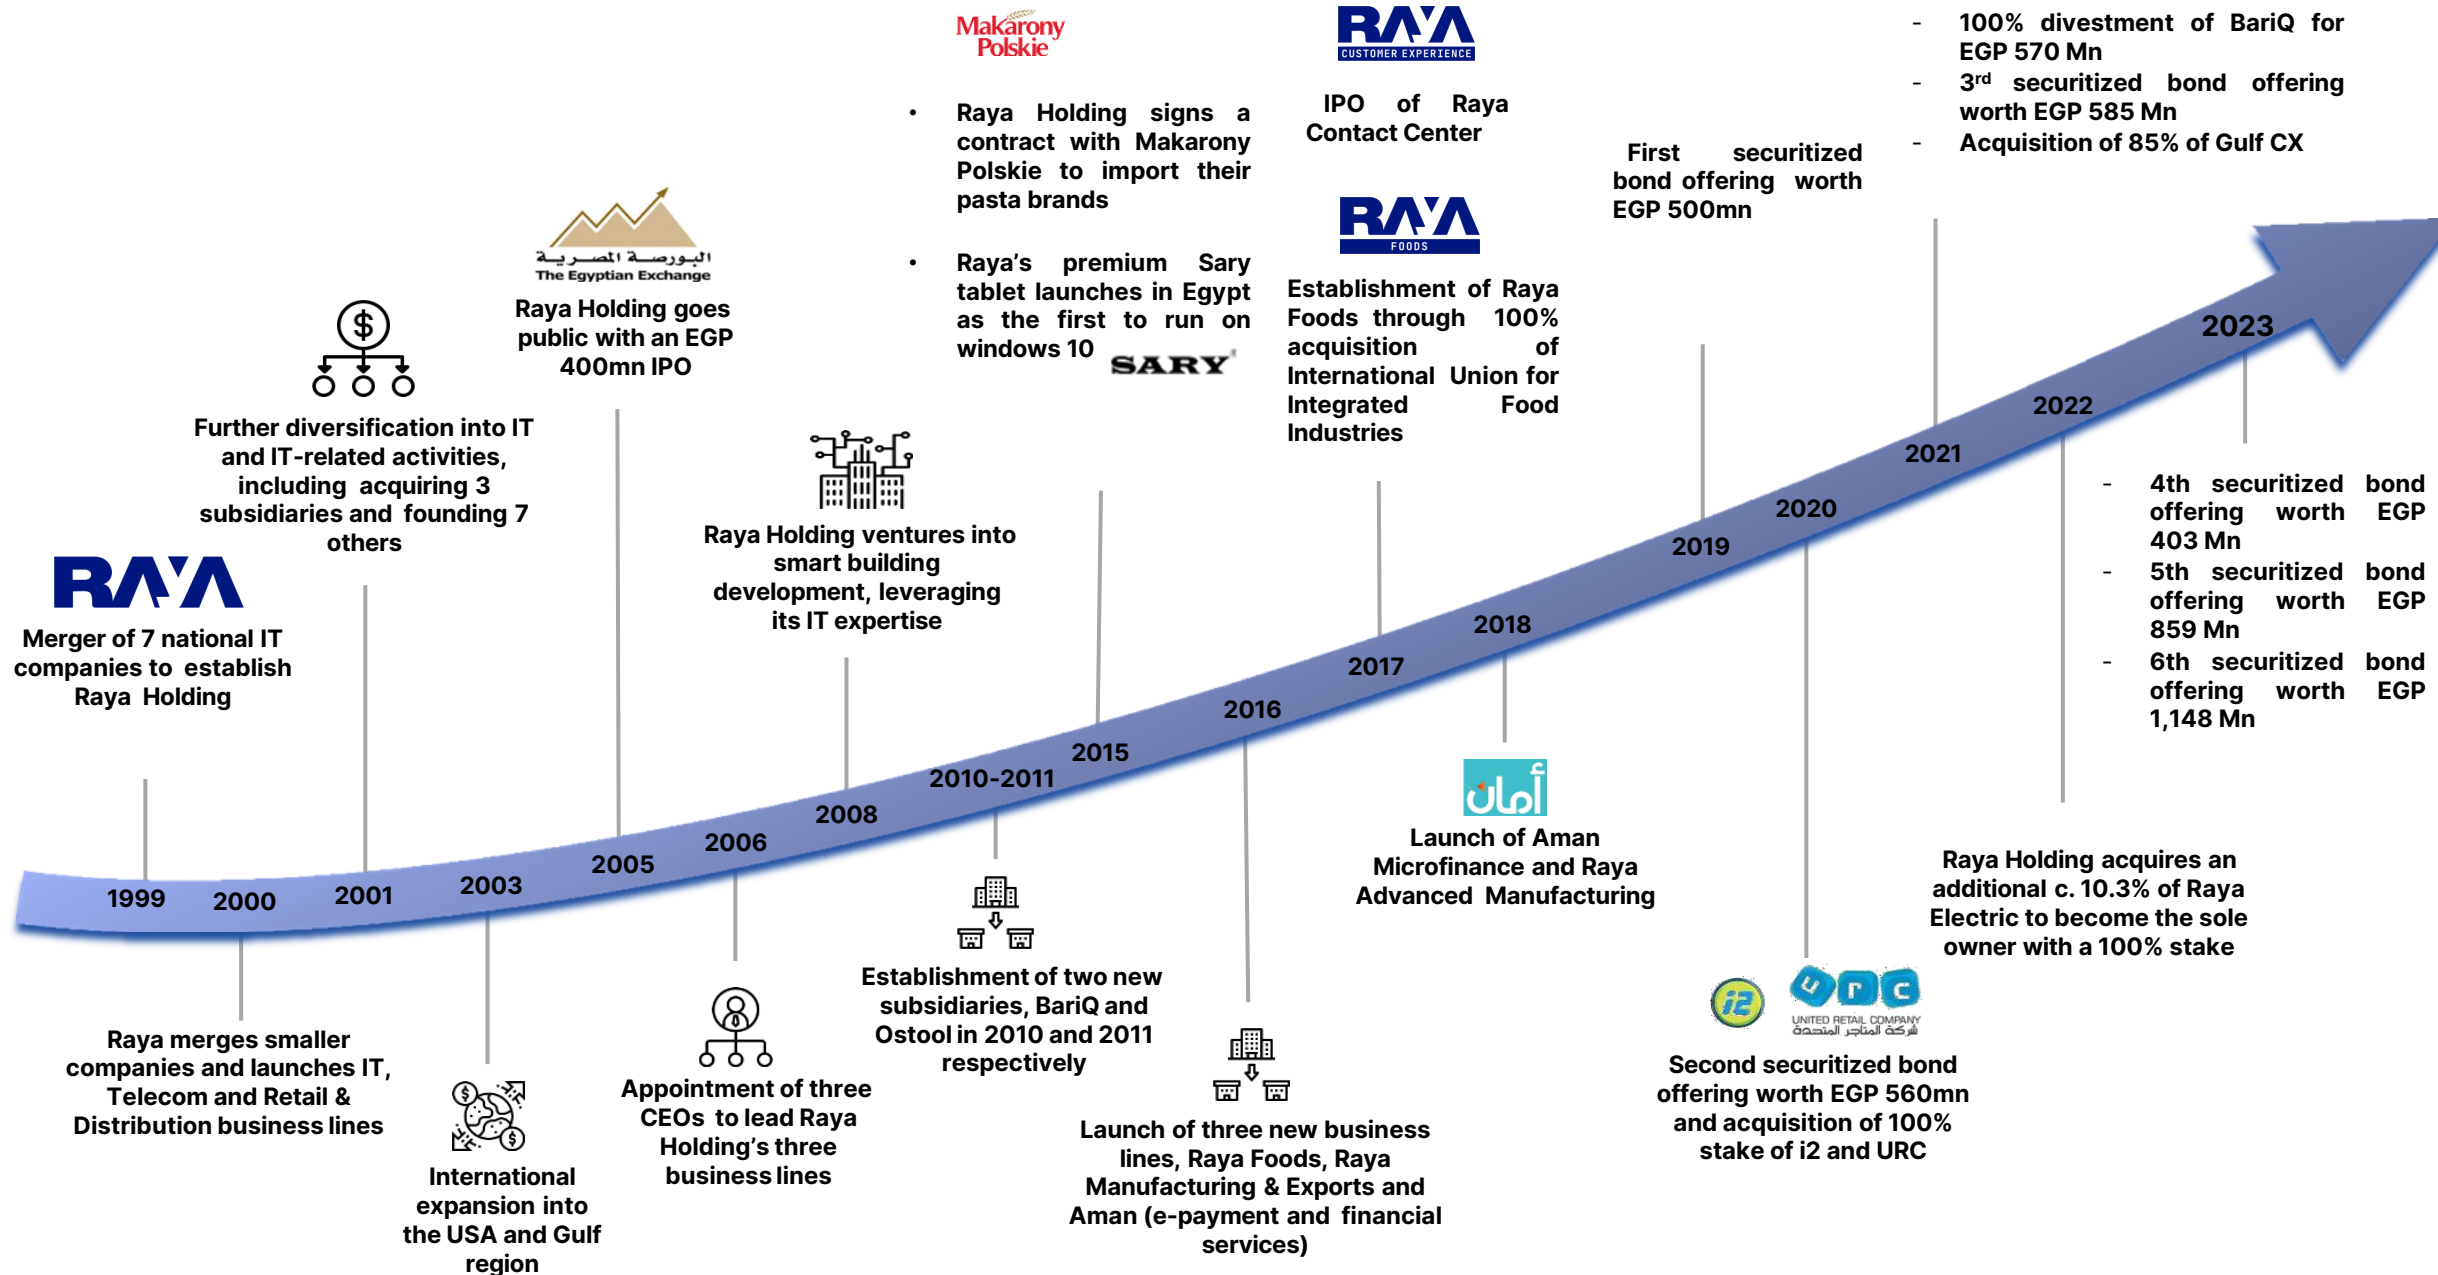 RAYA
Merger of 7 national IT
companies to establish
Raya Holding
1999
2000
Raya merges smaller
companies and launches IT,
Telecom and Retail &
Distribution business lines
Further diversification into IT
and IT-related activities,
including acquiring 3
subsidiaries and founding 7
others
2001
2003
International
expansion into
the USA and Gulf
region
البورصة المصرية
The Egyptian Exchange
Raya Holding goes
public with an EGP
400mn IPO
2005
2006
Appointment of three
CEOs to lead Raya
Holding's three
business lines
Raya Holding ventures into
smart building
development, leveraging
its IT expertise
2008
2010-2011
Establishment of two new
subsidiaries, BariQ and
Ostool in 2010 and 2011
respectively
Makarony
Polskie
• Raya Holding signs a
contract with Makarony
Polskie to import their
pasta brands
• Raya's premium Sary
tablet launches in Egypt
as the first to run on
windows 10
SARY
2015
2016
Launch of three new business
lines, Raya Foods, Raya
Manufacturing & Exports and
Aman (e-payment and financial
services)
RAYA
CUSTOMER EXPERIENCE
IPO of Raya
Contact Center
RAYA
FOODS
Establishment of Raya
Foods through 100%
acquisition of
International Union for
Integrated Food
Industries
2017
2018
أمان
Launch of Aman
Microfinance and Raya
Advanced Manufacturing
First securitized
bond offering worth
EGP 500mn
2019
2020
i2
urc
UNITED RETAIL COMPANY
شركة المتاجر المتحدة
Second securitized bond
offering worth EGP 560mn
and acquisition of 100%
stake of i2 and URC
- 100% divestment of BariQ for
EGP 570 Mn
- 3rd securitized bond offering
worth EGP 585 Mn
- Acquisition of 85% of Gulf CX
2021
2022
Raya Holding acquires an
additional c. 10.3% of Raya
Electric to become the sole
owner with a 100% stake
2023
- 4th securitized bond
offering worth EGP
403 Mn
- 5th securitized bond
offering worth EGP
859 Mn
- 6th securitized bond
offering worth EGP
1,148 Mn
$
$
$